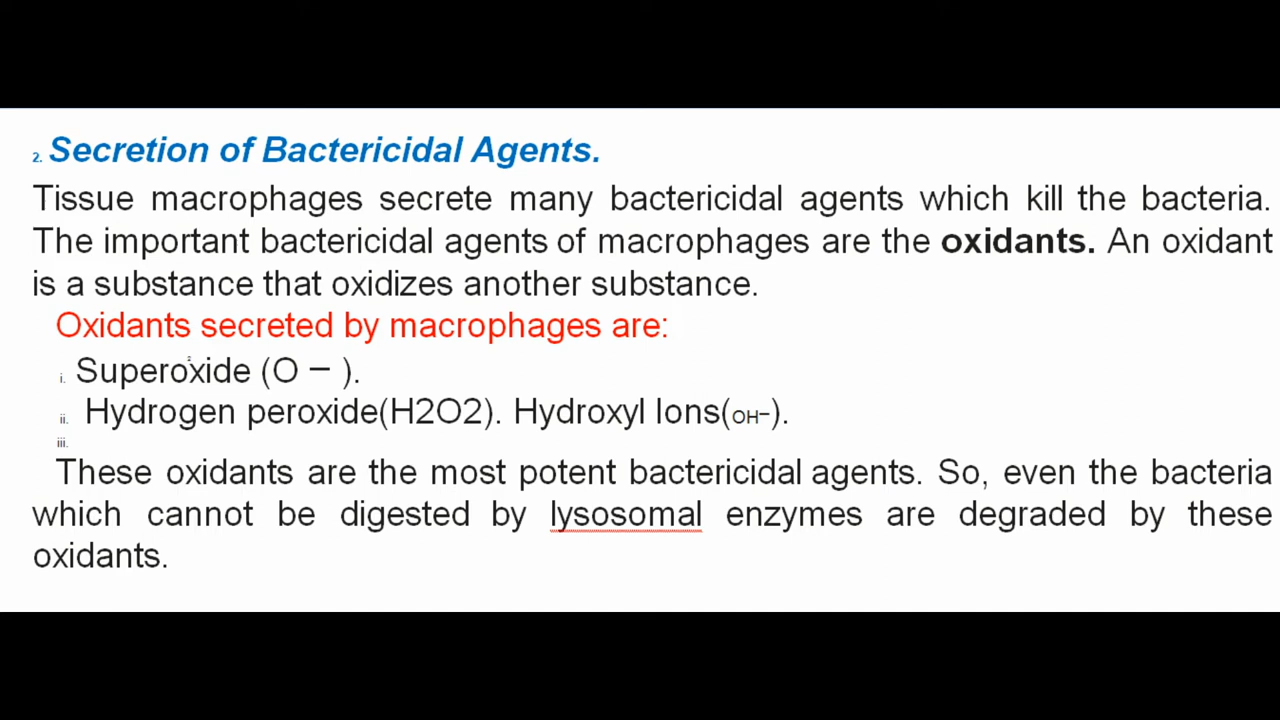 2. Secretion of Bactericidal Agents.
Tissue macrophages secrete many bactericidal agents which kill the bacteria.
The important bactericidal agents of macrophages are the oxidants. An oxidant
is a substance that oxidizes another substance.
Oxidants secreted by macrophages are:
i. Superoxide (O − ).
ii. Hydrogen peroxide(H2O2). Hydroxyl Ions(OH−).
iii.
These oxidants are the most potent bactericidal agents. So, even the bacteria
which cannot be digested by lysosomal enzymes are degraded by these
oxidants.